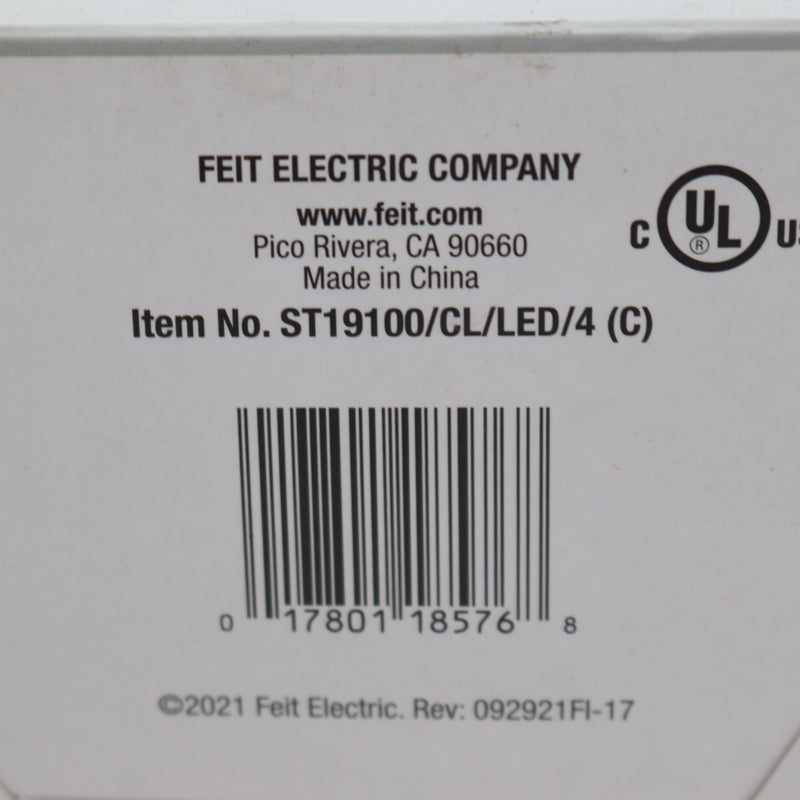 FEIT ELECTRIC COMPANY
www.feit.com
Pico Rivera, CA 90660
Made in China
C UL ® US
Item No. ST19100/CL/LED/4 (C)
0 17801 18576 8
©2021 Feit Electric. Rev: 092921FI-17